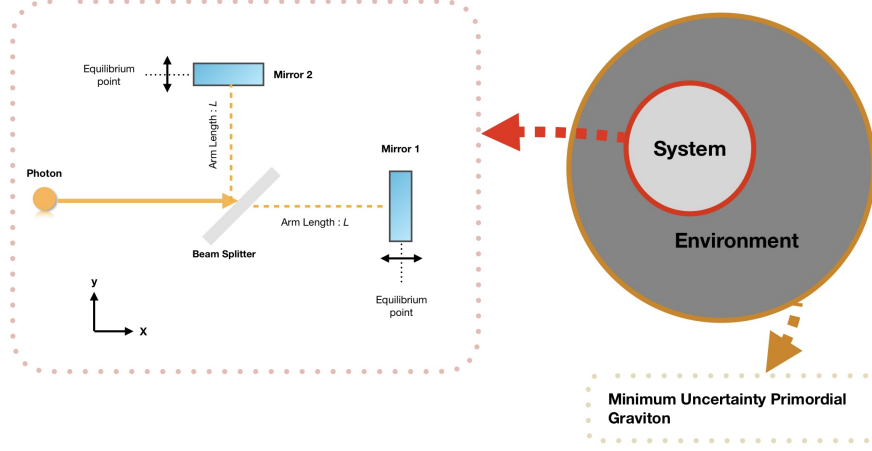 Equilibrium
point
Mirror 2
Arm Length : L
Mirror 1
Photon
Arm Length : L
Beam Splitter
Equilibrium
point
y
x
System
Environment
Minimum Uncertainty Primordial
Graviton